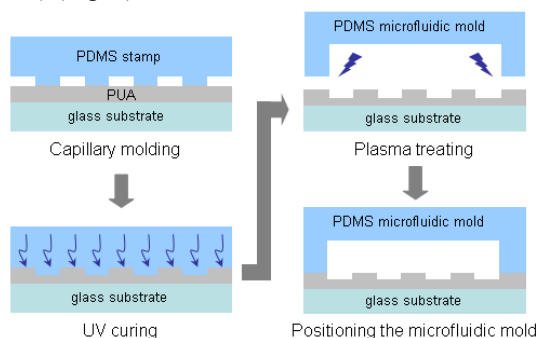 PDMS stamp
PUA
glass substrate
Capillary molding
glass substrate
UV curing
PDMS microfluidic mold
glass substrate
Plasma treating
PDMS microfluidic mold
glass substrate
Positioning the microfluidic mold